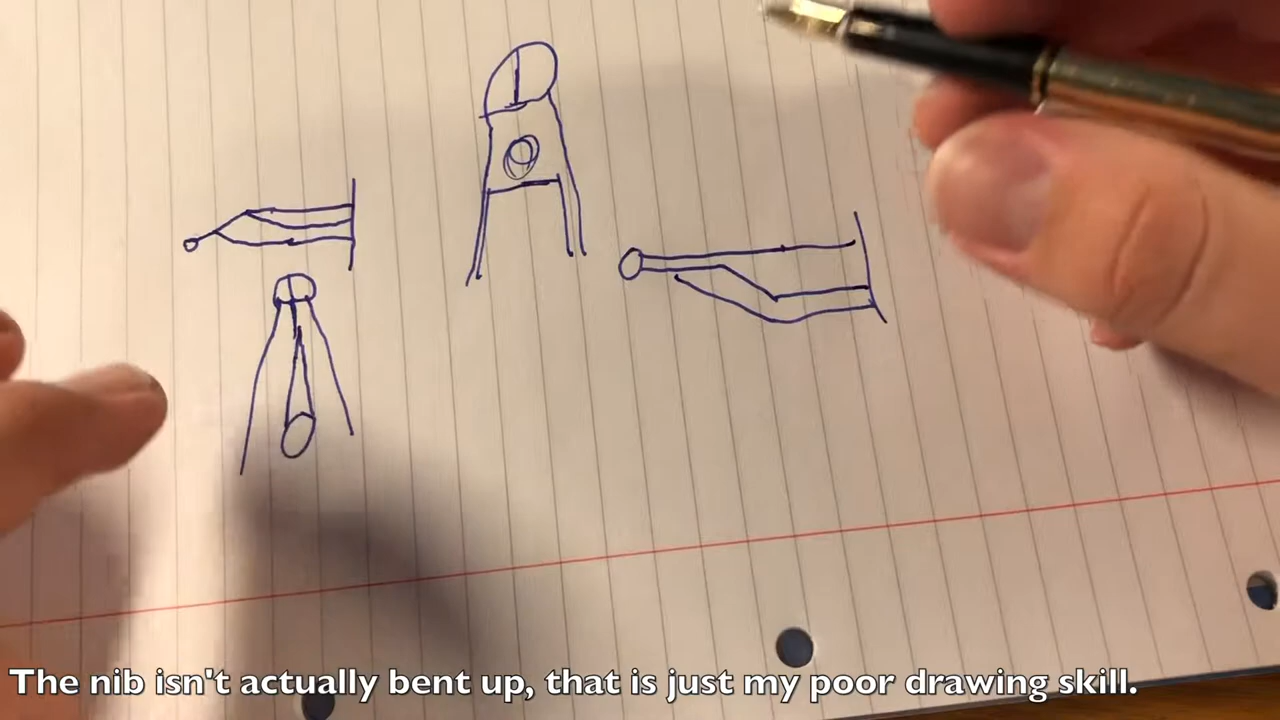 The nib isn't actually bent up, that is just my poor drawing skill.